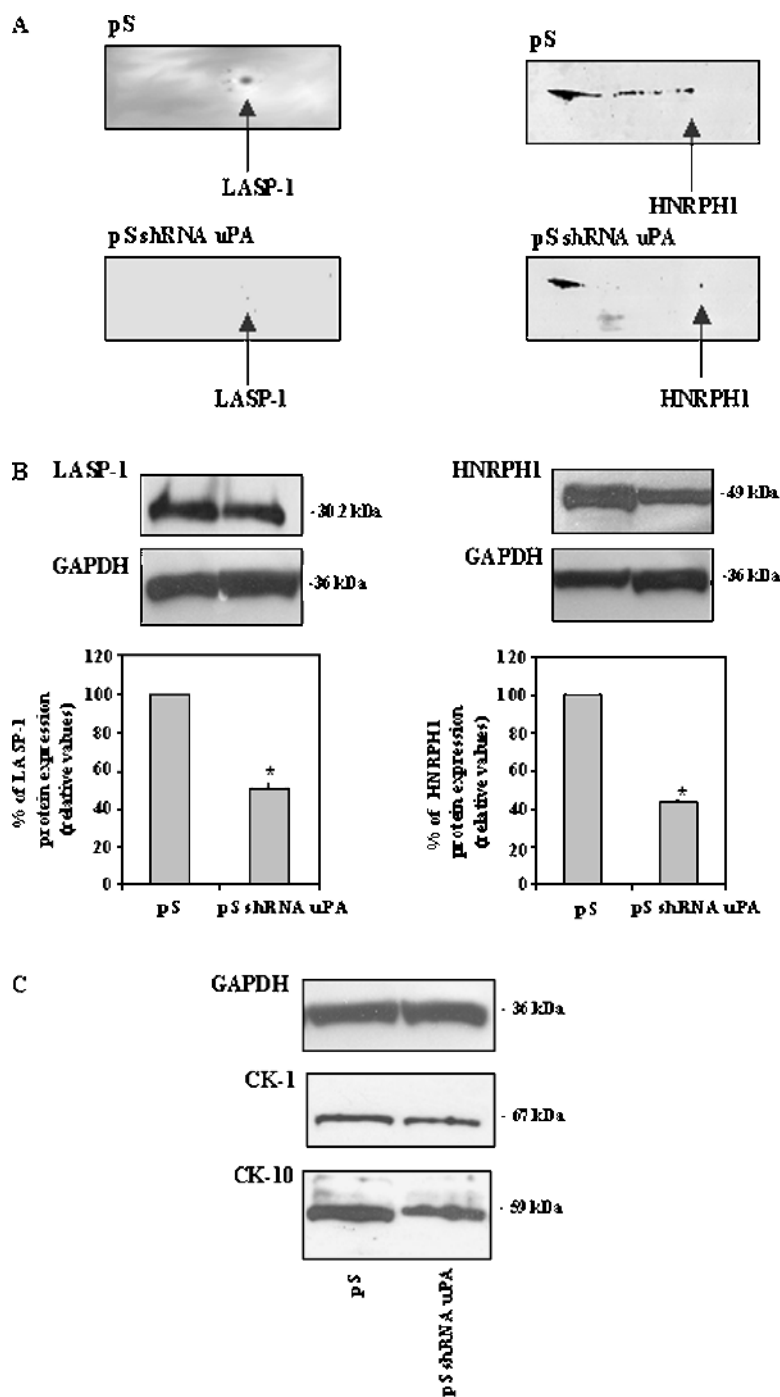 A
pS
pS
LASP-1
HNRPH1
pS shRNA uPA
pS shRNA uPA
LASP-1
HNRPH1
B
LASP-1
-30.2 kDa
GAPDH
-36 kDa
HNRPH1
-49 kDa
GAPDH
-36 kDa
% of LASP-1
protein expression
(relative values)
120
100
80
60
40
20
0
*
pS
pS shRNA uPA
% of HNRPH1
protein expression
(relative values)
120
100
80
60
40
20
0
*
pS
pS shRNA uPA
C
GAPDH
- 36 kDa
CK-1
- 67 kDa
CK-10
- 59 kDa
pS
pS shRNA uPA